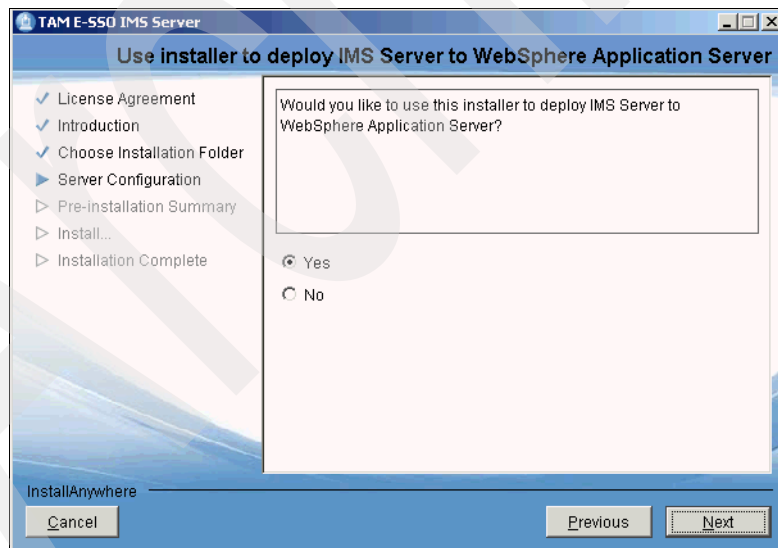 TAM E-SSO IMS Server
Use installer to deploy IMS Server to WebSphere Application Server
License Agreement
Introduction
Choose Installation Folder
Server Configuration
Pre-installation Summary
Install...
Installation Complete
Would you like to use this installer to deploy IMS Server to
WebSphere Application Server?
Yes
No
InstallAnywhere
Cancel
Previous
Next